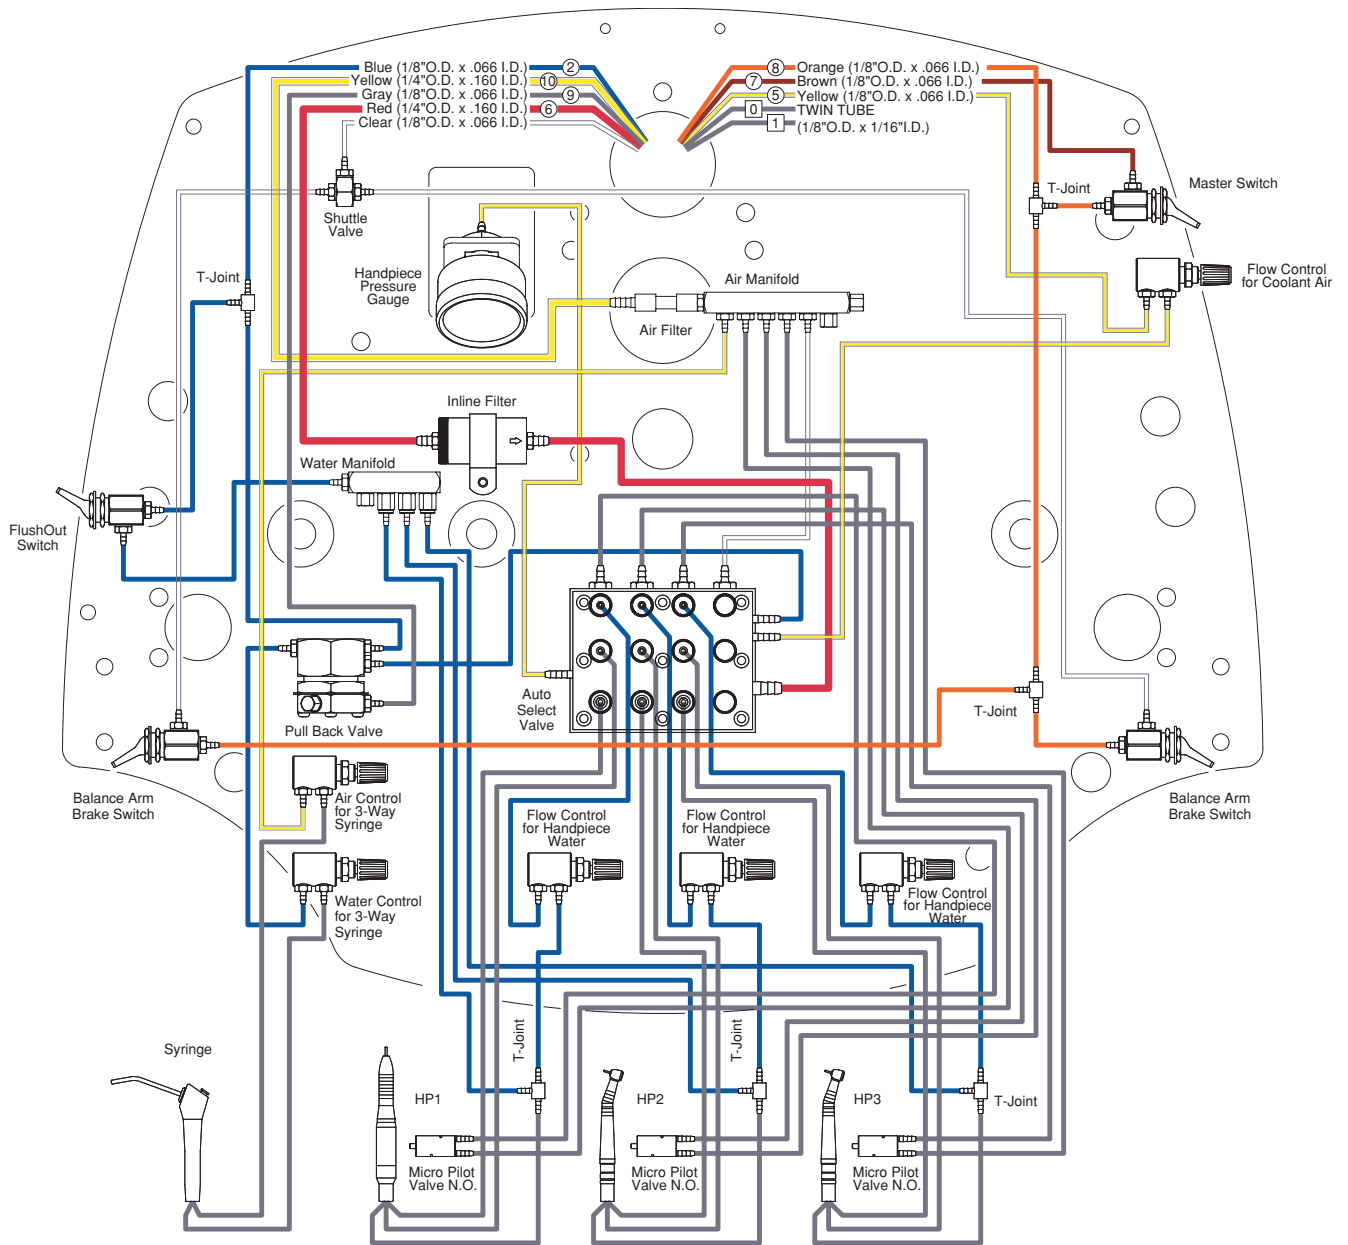 Blue (1/8"O.D. x .066 I.D.) 2
Yellow (1/4"O.D. x .160 I.D.) 10
Gray (1/8"O.D. x .066 I.D.) 9
Red (1/4"O.D. x .160 I.D.) 6
Clear (1/8"O.D. x .066 I.D.)
8 Orange (1/8"O.D. x .066 I.D.)
7 Brown (1/8"O.D. x .066 I.D.)
5 Yellow (1/8"O.D. x .066 I.D.)
0 TWIN TUBE
1 (1/8"O.D. x 1/16"I.D.)
T-Joint
Master Switch
Shuttle
Valve
T-Joint
Handpiece
Pressure
Gauge
Air Manifold
Flow Control
for Coolant Air
Air Filter
Inline Filter
Water Manifold
FlushOut
Switch
Auto
Select
Valve
T-Joint
Pull Back Valve
Balance Arm
Brake Switch
Air Control
for 3-Way
Syringe
Flow Control
for Handpiece
Water
Flow Control
for Handpiece
Water
Balance Arm
Brake Switch
Water Control
for 3-Way
Syringe
Flow Control
for Handpiece
Water
T-Joint
T-Joint
Syringe
HP1
HP2
HP3
T-Joint
Micro Pilot
Valve N.O.
Micro Pilot
Valve N.O.
Micro Pilot
Valve N.O.